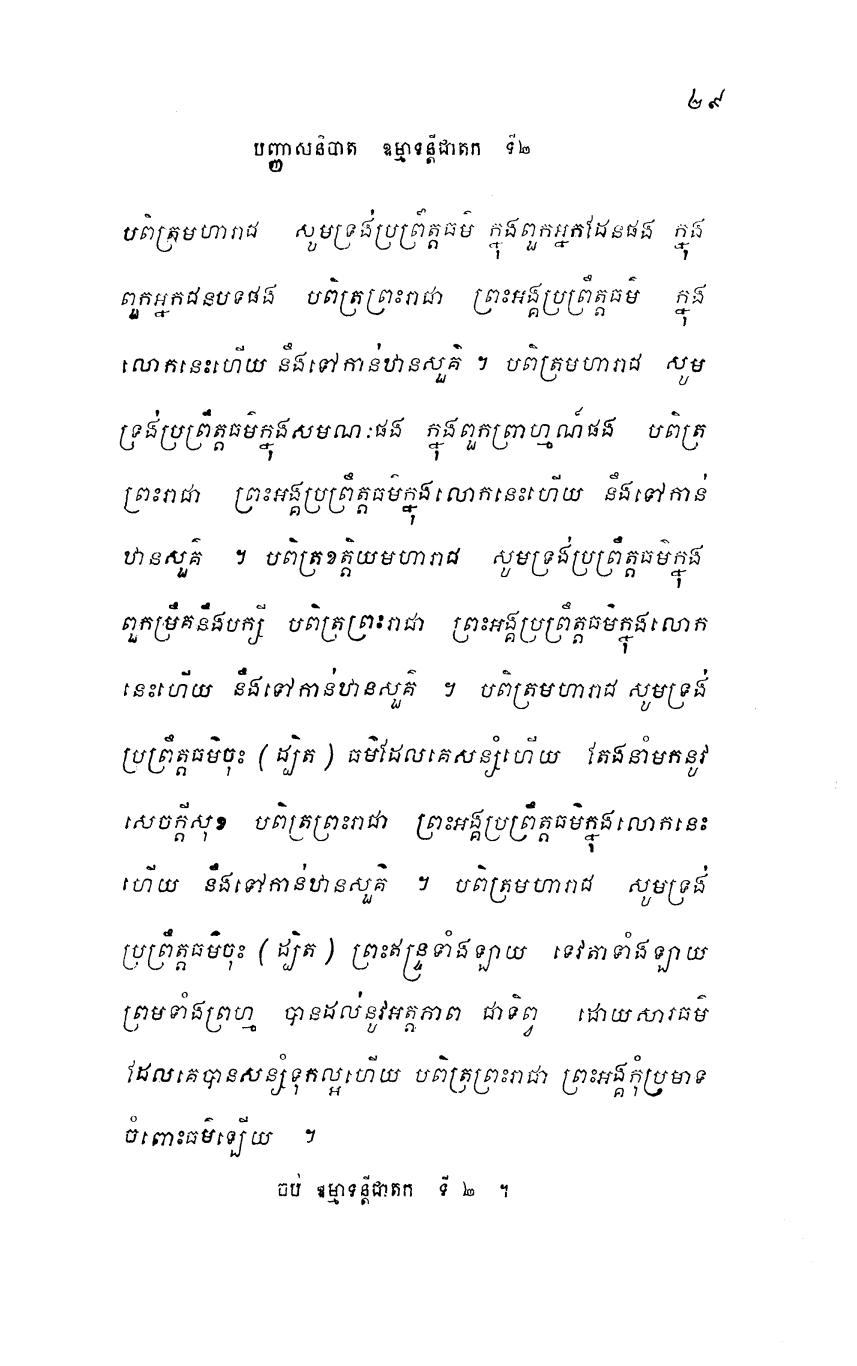 ២៩
បញ្ញាសនិបាត ឧម្មាទន្តីជាតក ទី២
បពិត្រមហារាជ សូមទ្រង់ប្រព្រឹត្តធម៌ ក្នុងពួកអ្នកដែនផង ក្នុង
ពួកអ្នកជនបទផង បពិត្រព្រះរាជា ព្រះអង្គប្រព្រឹត្តធម៌ ក្នុង
លោកនេះហើយ នឹងទៅកាន់ឋានសួគ៌ ។ បពិត្រមហារាជ សូម
ទ្រង់ប្រព្រឹត្តធម៌ក្នុងសមណៈផង ក្នុងពួកព្រាហ្មណ៍ផង បពិត្រ
ព្រះរាជា ព្រះអង្គប្រព្រឹត្តធម៌ក្នុងលោកនេះហើយ នឹងទៅកាន់
ឋានសួគ៌ ។ បពិត្រខត្តិយមហារាជ សូមទ្រង់ប្រព្រឹត្តធម៌ក្នុង
ពួកម្រឹគនឹងបក្សី បពិត្រព្រះរាជា ព្រះអង្គប្រព្រឹត្តធម៌ក្នុងលោក
នេះហើយ នឹងទៅកាន់ឋានសួគ៌ ។ បពិត្រមហារាជ សូមទ្រង់
ប្រព្រឹត្តធម៌ចុះ (ដ្បិត) ធម៌ដែលគេសន្សំហើយ តែងនាំមកនូវ
សេចក្តីសុខ បពិត្រព្រះរាជា ព្រះអង្គប្រព្រឹត្តធម៌ក្នុងលោកនេះ
ហើយ នឹងទៅកាន់ឋានសួគ៌ ។ បពិត្រមហារាជ សូមទ្រង់
ប្រព្រឹត្តធម៌ចុះ (ដ្បិត) ព្រះឥន្ទ្រទាំងឡាយ ទេវតាទាំងឡាយ
ព្រមទាំងព្រហ្ម បានដល់នូវអត្តភាព ជាទិព្វ ដោយសារធម៌
ដែលគេបានសន្សំទុកល្អហើយ បពិត្រព្រះរាជា ព្រះអង្គកុំប្រមាទ
ចំពោះធម៌ឡើយ ។
ចប់ ឧម្មាទន្តីជាតក ទី ២ ។